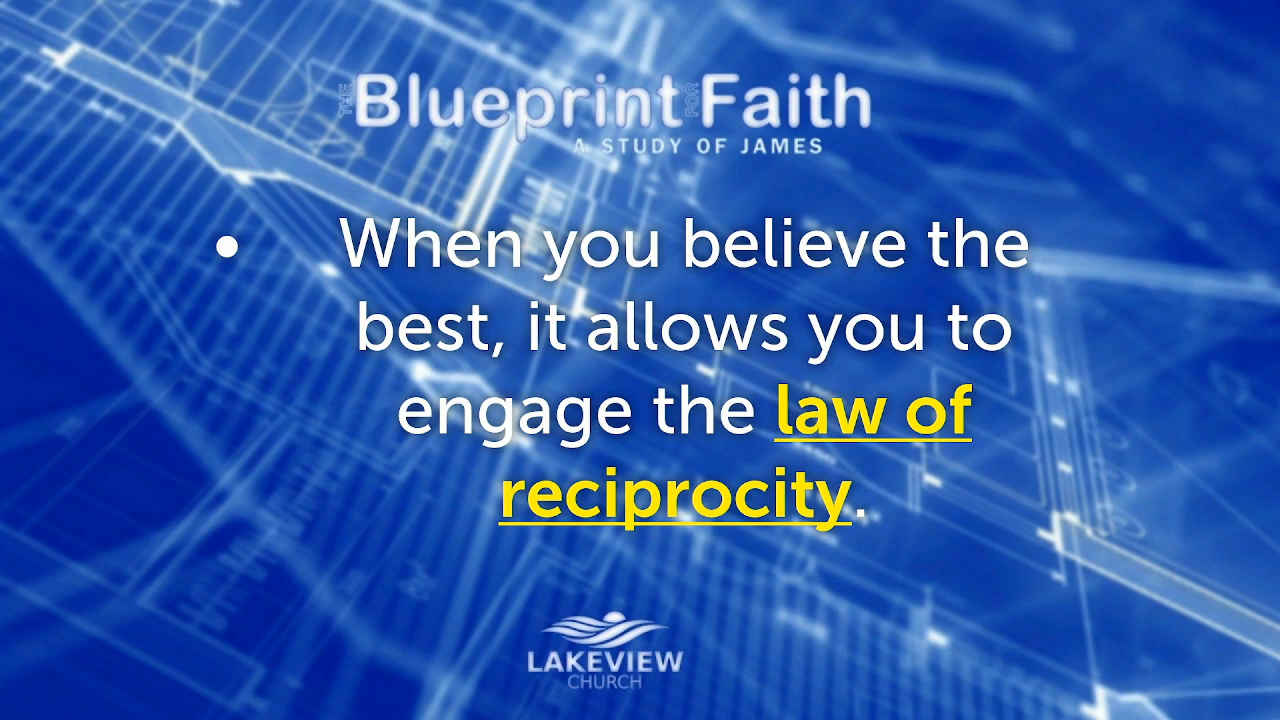 THE Blueprint FOR Faith
A STUDY OF JAMES
• When you believe the
best, it allows you to
engage the law of
reciprocity.
LAKEVIEW
CHURCH